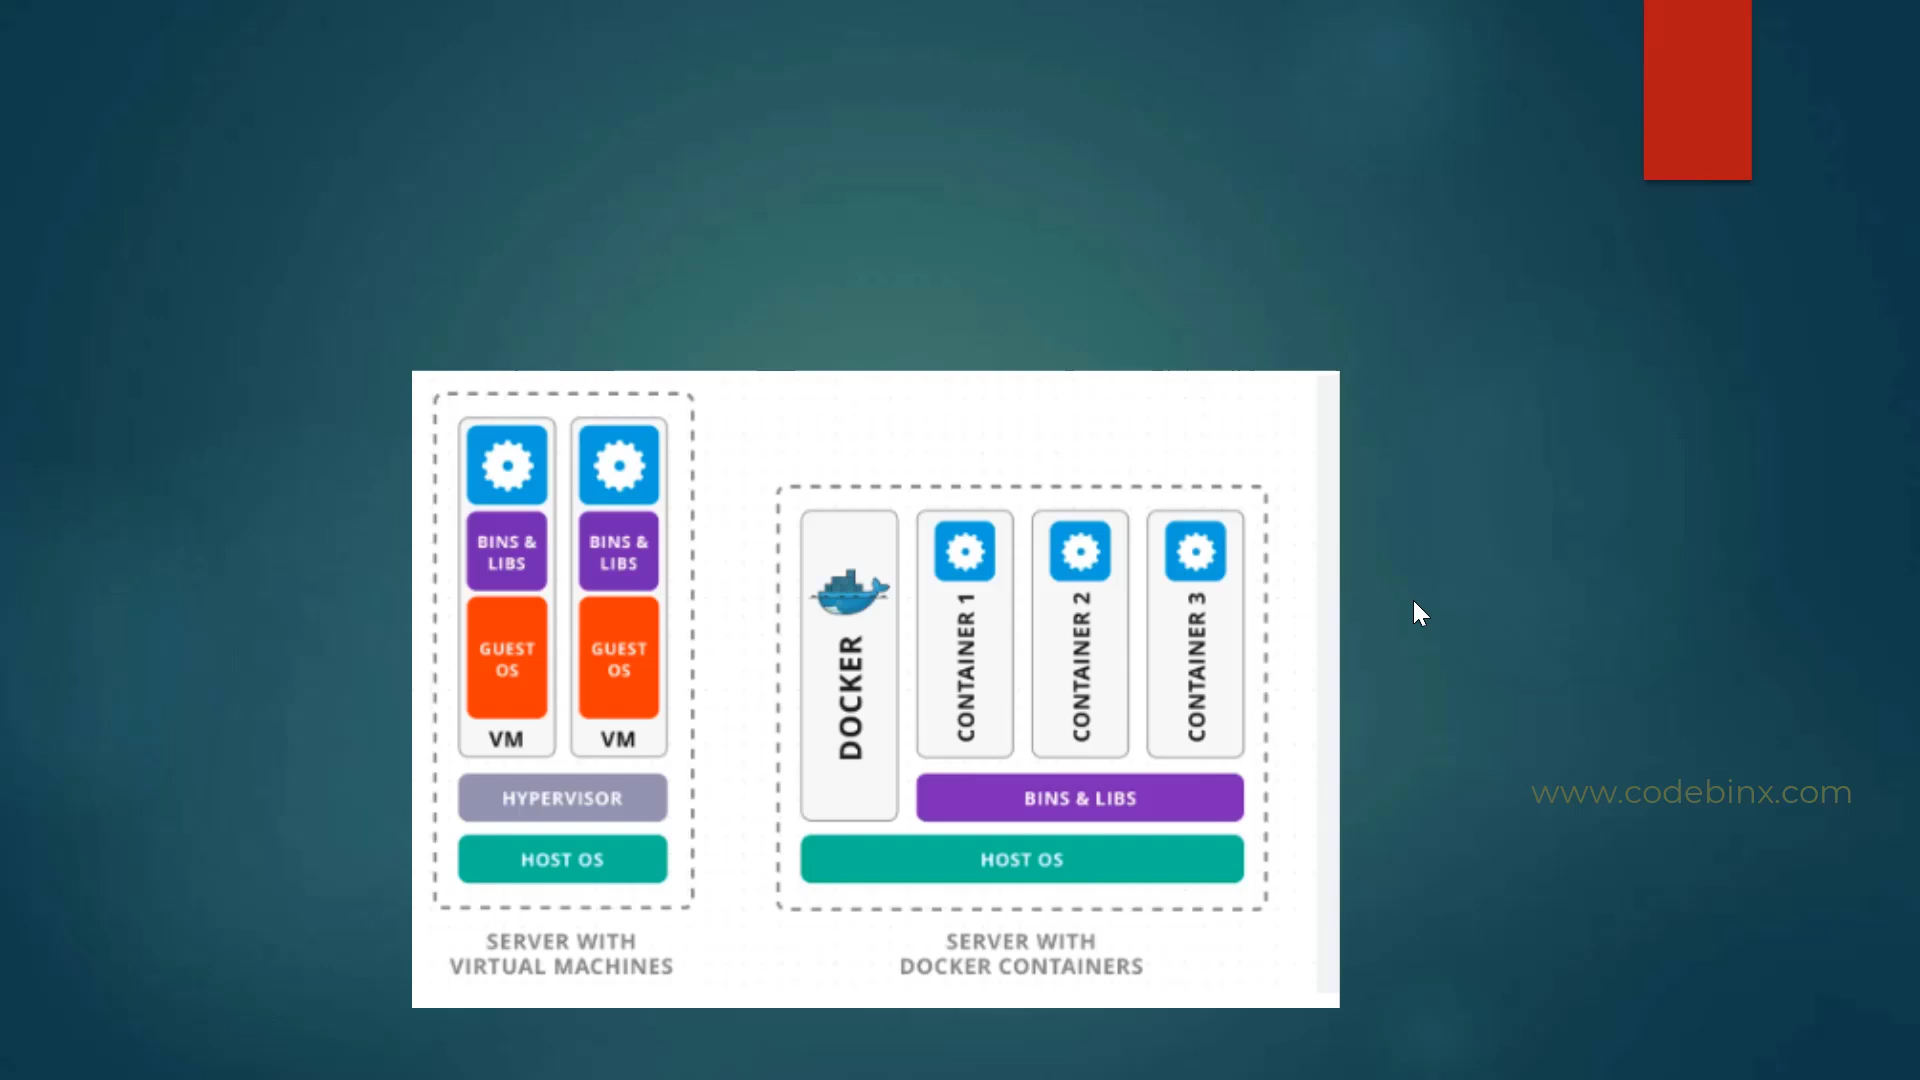 BINS &
LIBS
GUEST
OS
VM
BINS &
LIBS
GUEST
OS
VM
HYPERVISOR
HOST OS
SERVER WITH
VIRTUAL MACHINES
DOCKER
CONTAINER 1
CONTAINER 2
CONTAINER 3
BINS & LIBS
HOST OS
SERVER WITH
DOCKER CONTAINERS
www.codebinx.com